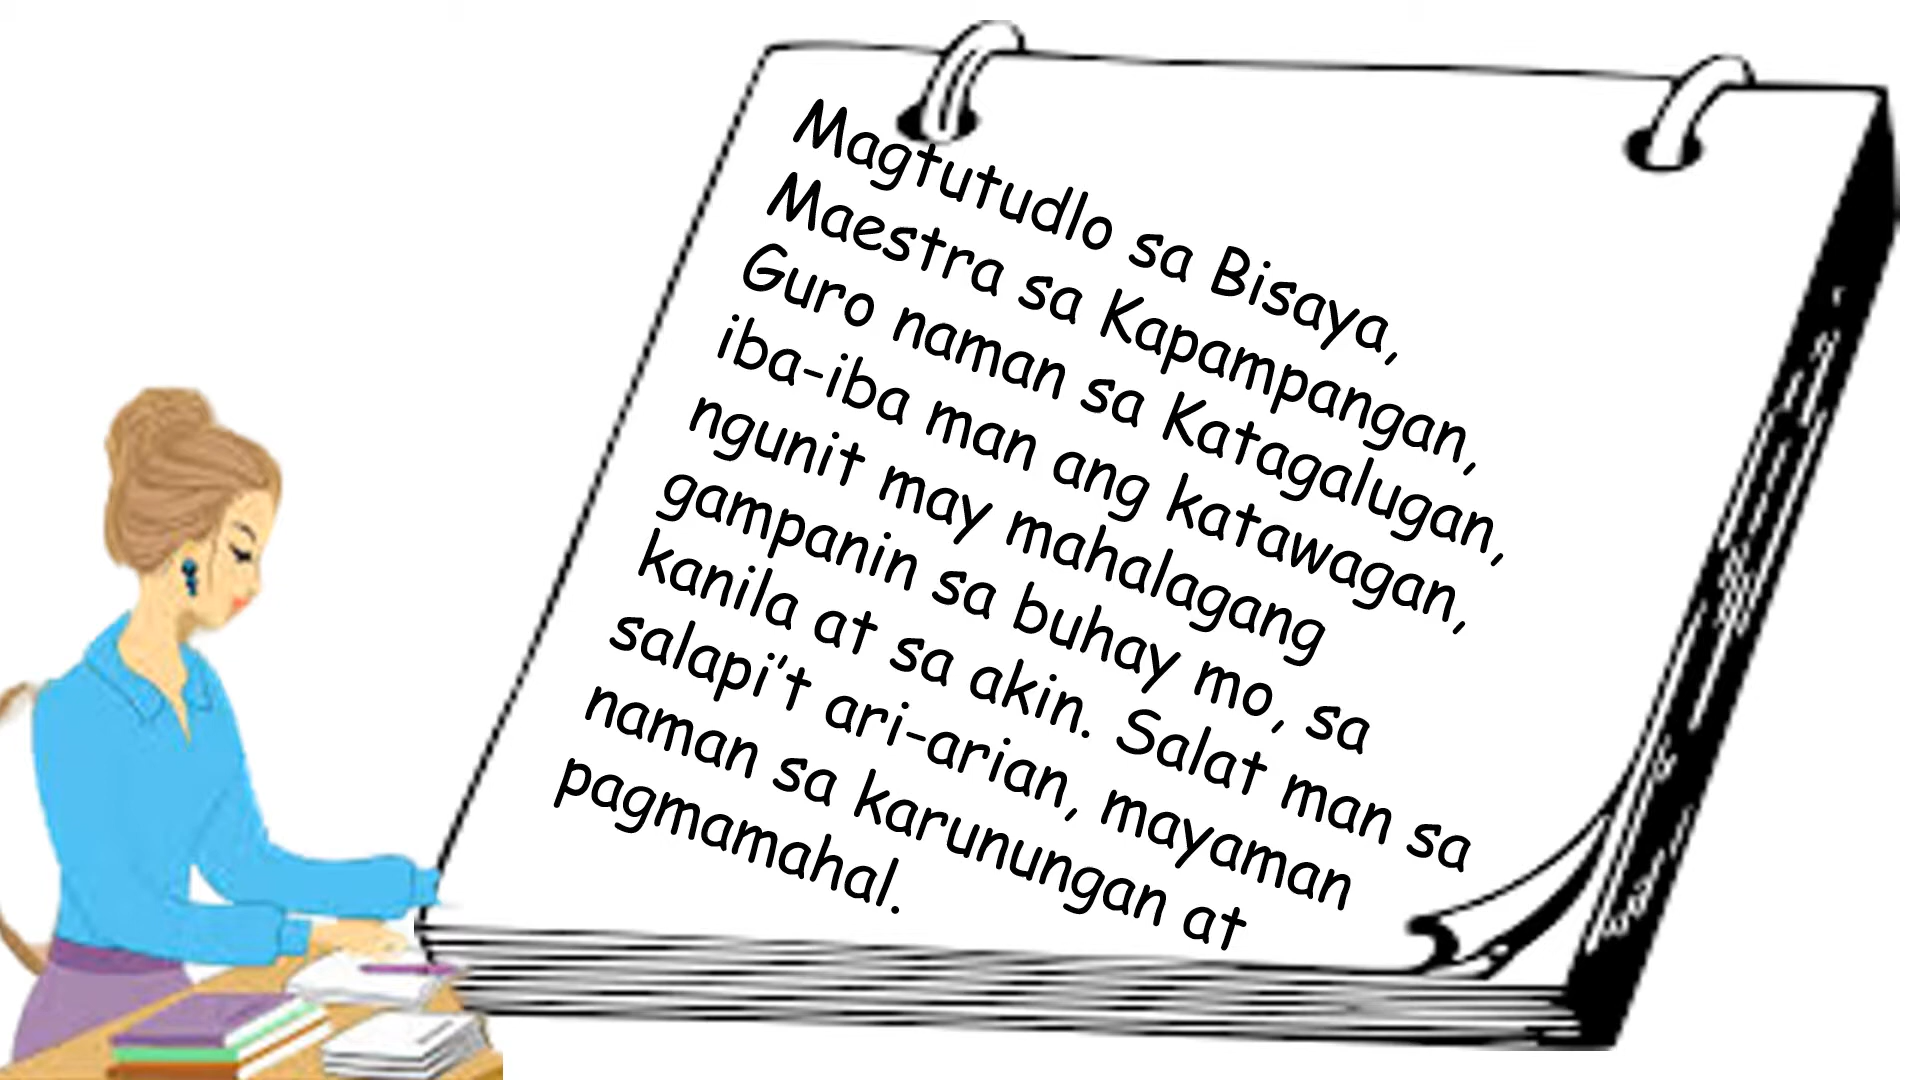 Magtutudlo sa Bisaya,
Maestra sa Kapampangan,
Guro naman sa Katagalugan,
iba-iba man ang katawagan,
ngunit may mahalagang
gampanin sa buhay mo, sa
kanila at sa akin. Salat man sa
salapi't ari-arian, mayaman
naman sa karunungan at
pagmamahal.